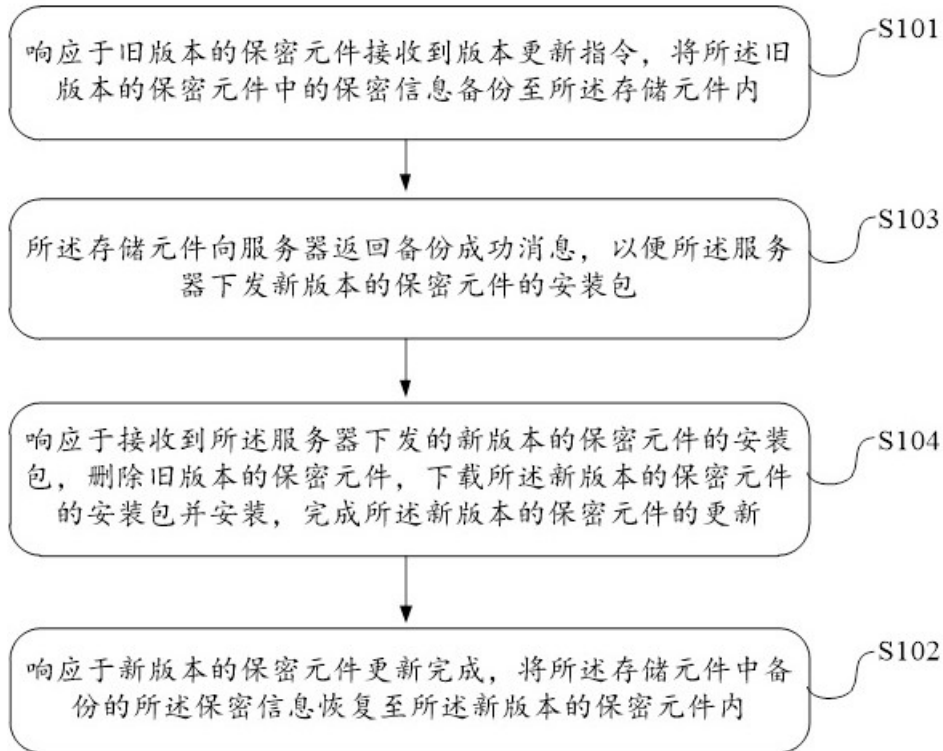 响应于旧版本的保密元件接收到版本更新指令，将所述旧
版本的保密元件中的保密信息备份至所述存储元件内
S101
所述存储元件向服务器返回备份成功消息，以便所述服务
器下发新版本的保密元件的安装包
S103
响应于接收到所述服务器下发的新版本的保密元件的安装
包，删除旧版本的保密元件，下载所述新版本的保密元件
的安装包并安装，完成所述新版本的保密元件的更新
S104
响应于新版本的保密元件更新完成，将所述存储元件中备
份的所述保密信息恢复至所述新版本的保密元件内
S102